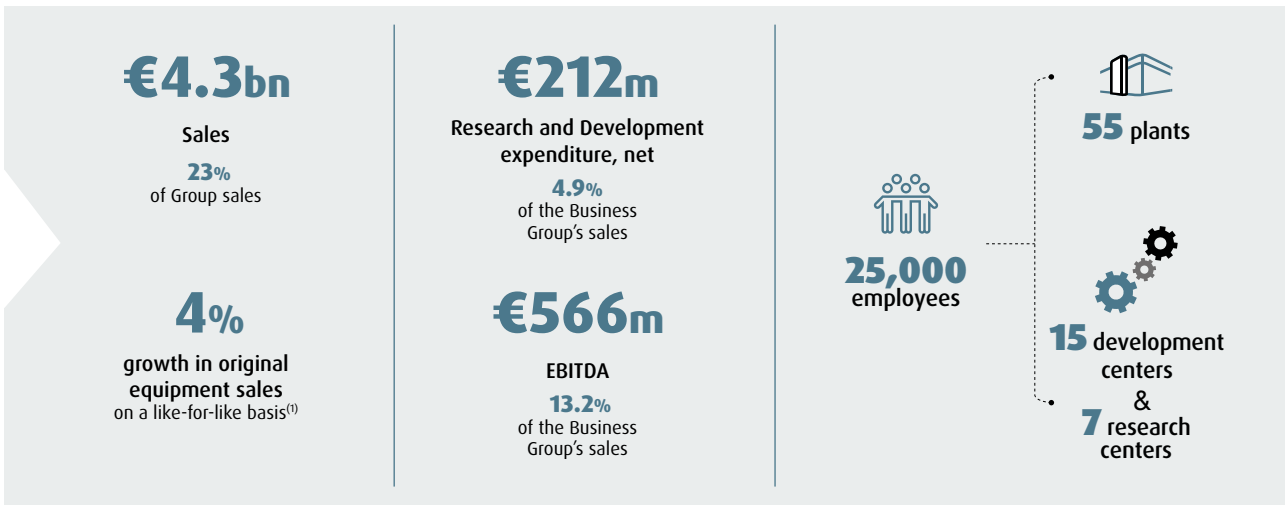 €4.3bn
Sales
23%
of Group sales
4%
growth in original
equipment sales
on a like-for-like basis(1)
€212m
Research and Development
expenditure, net
4.9%
of the Business
Group's sales
€566m
EBITDA
13.2%
of the Business
Group's sales
25,000
employees
55 plants
15 development
centers
&
7 research
centers